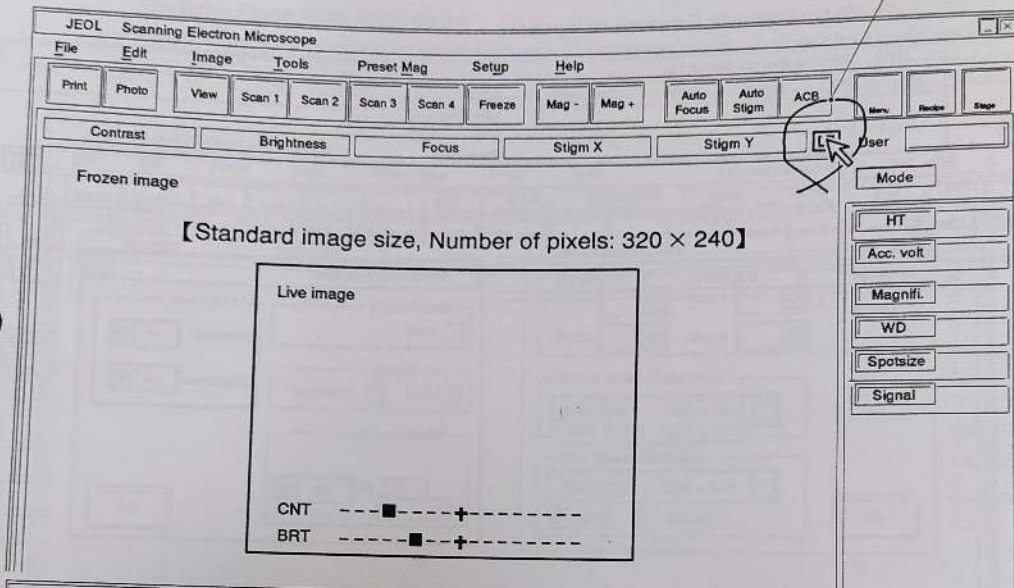 JEOL Scanning Electron Microscope
File Edit Image Tools Preset Mag Setup Help
Print Photo View Scan 1 Scan 2 Scan 3 Scan 4 Freeze Mag - Mag + Auto Focus Auto Stigm ACB Menu Recipe Stage
Contrast Brightness Focus Stigm X Stigm Y User
Frozen image
Mode
【Standard image size, Number of pixels: 320 × 240】
HT
Acc. volt
Live image
Magnifi.
WD
Spotsize
Signal
CNT
BRT